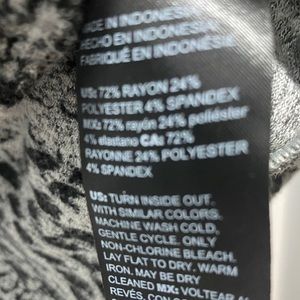 MADE IN INDONESIA
HECHO EN INDONESIA
FABRIQUÉ EN INDONÉSIE
US: 72% RAYON 24%
POLYESTER 4% SPANDEX
MX: 72% rayón 24% poliéster
4% elastano CA: 72%
RAYONNE 24% POLYESTER
4% SPANDEX
US: TURN INSIDE OUT.
WITH SIMILAR COLORS.
MACHINE WASH COLD,
GENTLE CYCLE. ONLY
NON-CHLORINE BLEACH.
LAY FLAT TO DRY. WARM
IRON. MAY BE DRY
CLEANED MX: VOLTEAR AL
REVÉS, CON